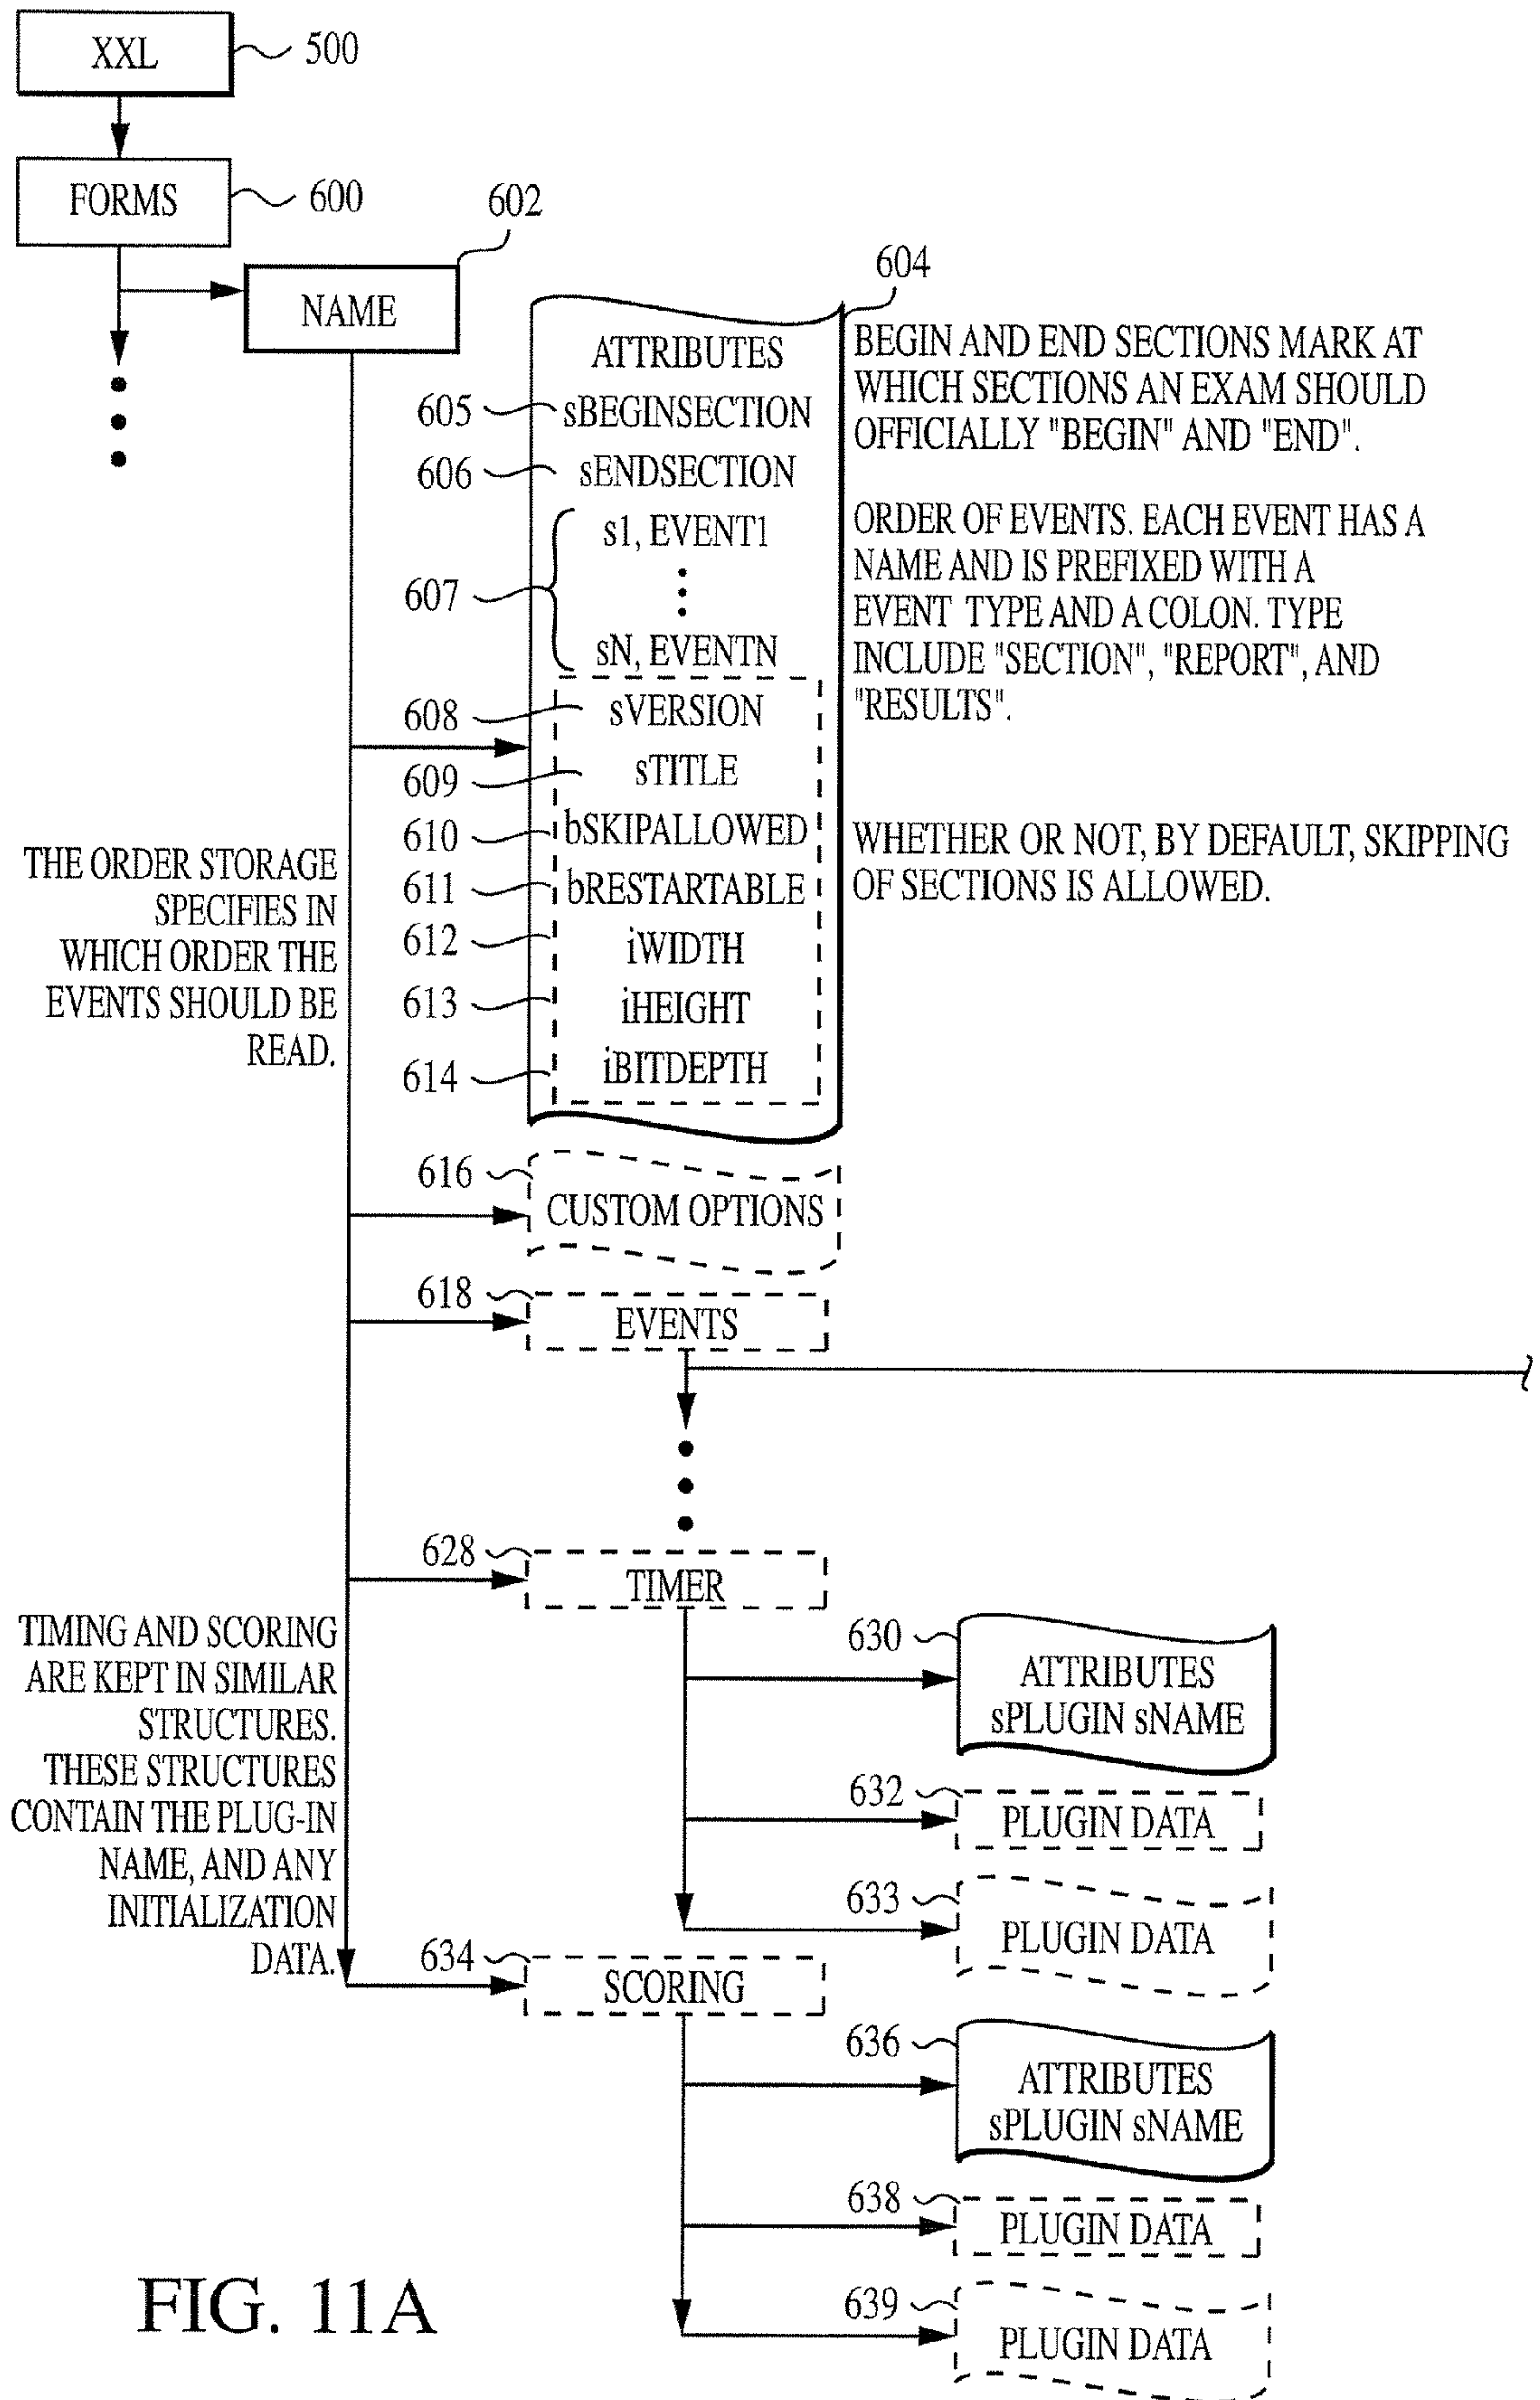 XXL
500
FORMS
600
602
NAME
604
ATTRIBUTES
605
sBEGINSECTION
606
sENDSECTION
s1, EVENT1
607
sN, EVENTN
608
sVERSION
609
sTITLE
610
bSKIPALLOWED
611
bRESTARTABLE
612
iWIDTH
613
iHEIGHT
614
iBITDEPTH
BEGIN AND END SECTIONS MARK AT
WHICH SECTIONS AN EXAM SHOULD
OFFICIALLY "BEGIN" AND "END".
ORDER OF EVENTS. EACH EVENT HAS A
NAME AND IS PREFIXED WITH A
EVENT TYPE AND A COLON. TYPE
INCLUDE "SECTION", "REPORT", AND
"RESULTS".
WHETHER OR NOT, BY DEFAULT, SKIPPING
OF SECTIONS IS ALLOWED.
THE ORDER STORAGE
SPECIFIES IN
WHICH ORDER THE
EVENTS SHOULD BE
READ.
616
CUSTOM OPTIONS
618
EVENTS
628
TIMER
TIMING AND SCORING
ARE KEPT IN SIMILAR
STRUCTURES.
THESE STRUCTURES
CONTAIN THE PLUG-IN
NAME, AND ANY
INITIALIZATION
DATA.
630
ATTRIBUTES
sPLUGIN sNAME
632
PLUGIN DATA
633
PLUGIN DATA
634
SCORING
636
ATTRIBUTES
sPLUGIN sNAME
638
PLUGIN DATA
639
PLUGIN DATA
FIG. 11A